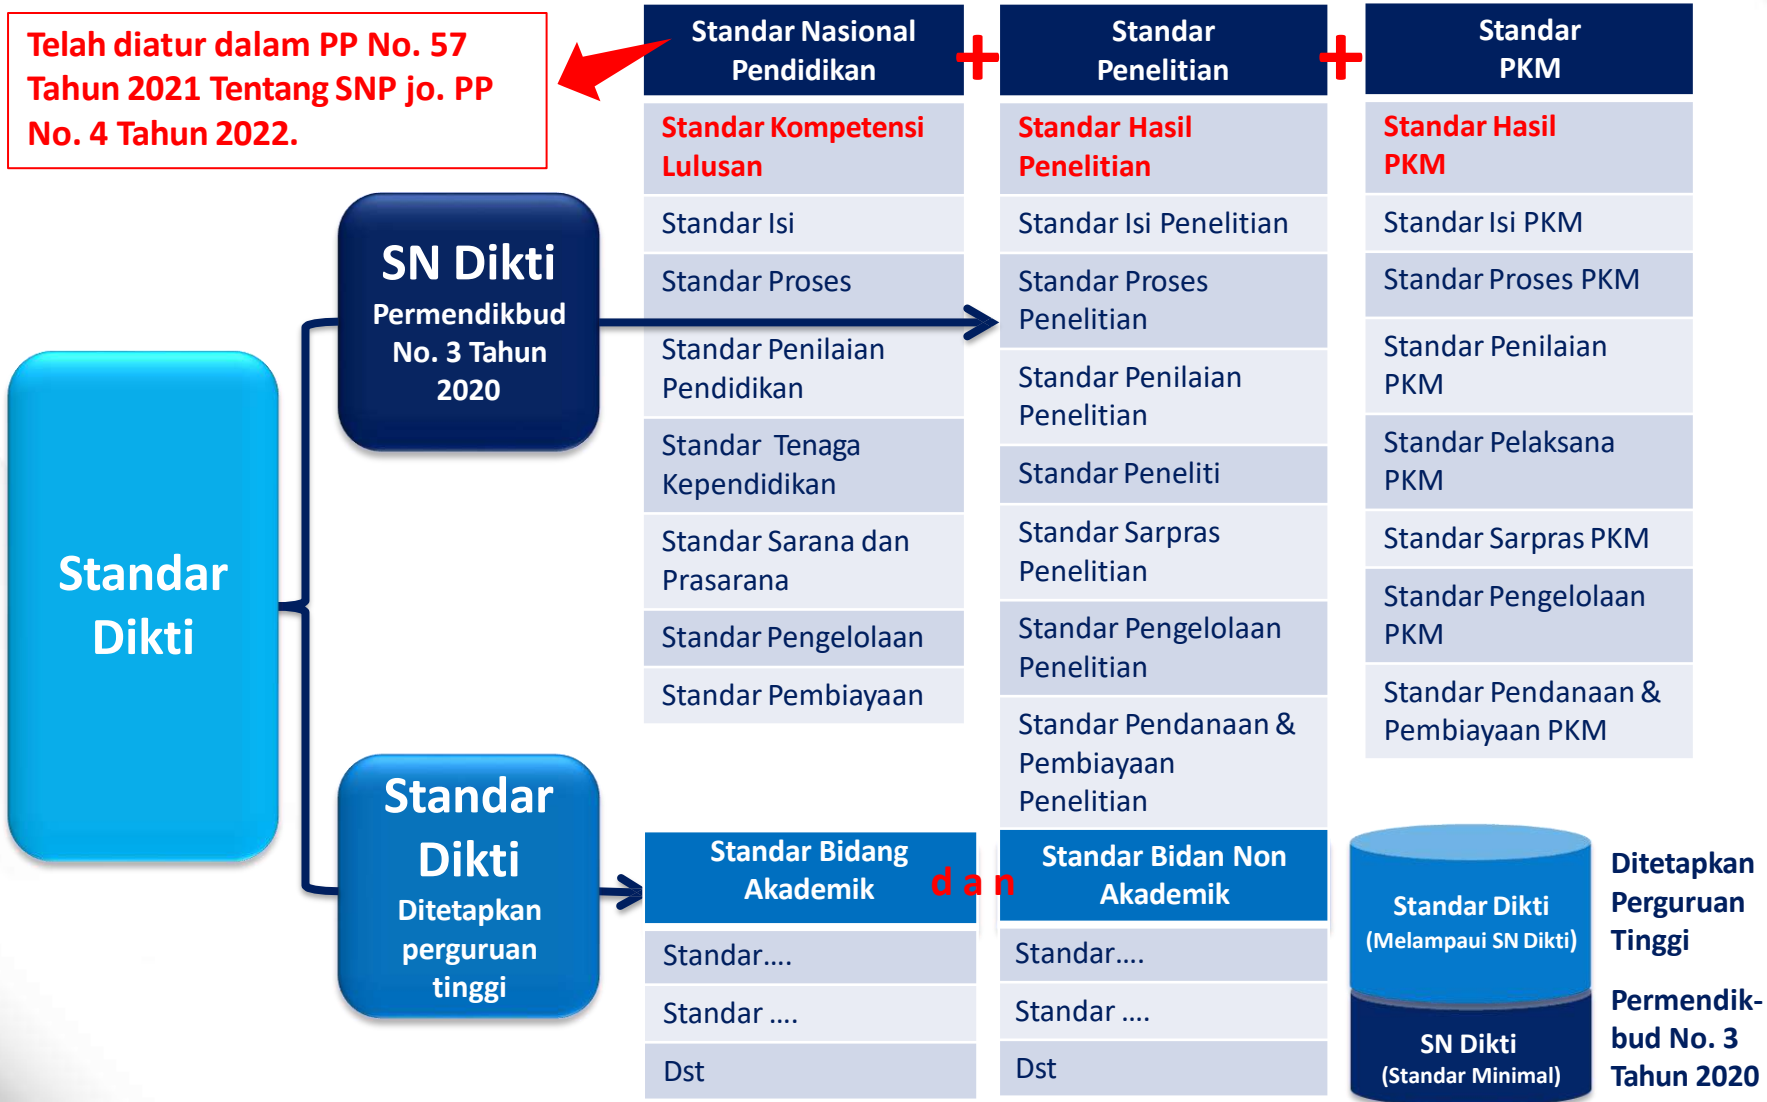 Telah diatur dalam PP No. 57
Tahun 2021 Tentang SNP jo. PP
No. 4 Tahun 2022.
Standar
Dikti
SN Dikti
Permendikbud
No. 3 Tahun
2020
Standar
Dikti
Ditetapkan
perguruan
tinggi
Standar Nasional
Pendidikan
Standar Kompetensi
Lulusan
Standar Isi
Standar Proses
Standar Penilaian
Pendidikan
Standar Tenaga
Kependidikan
Standar Sarana dan
Prasarana
Standar Pengelolaan
Standar Pembiayaan
+
Standar
Penelitian
Standar Hasil
Penelitian
Standar Isi Penelitian
Standar Proses
Penelitian
Standar Penilaian
Penelitian
Standar Peneliti
Standar Sarpras
Penelitian
Standar Pengelolaan
Penelitian
Standar Pendanaan &
Pembiayaan
Penelitian
+
Standar
PKM
Standar Hasil
PKM
Standar Isi PKM
Standar Proses PKM
Standar Penilaian
PKM
Standar Pelaksana
PKM
Standar Sarpras PKM
Standar Pengelolaan
PKM
Standar Pendanaan &
Pembiayaan PKM
Standar Bidang
Akademik
Standar....
Standar ....
Dst
dan
Standar Bidan Non
Akademik
Standar....
Standar ....
Dst
Standar Dikti
(Melampaui SN Dikti)
SN Dikti
(Standar Minimal)
Ditetapkan
Perguruan
Tinggi
Permendik-
bud No. 3
Tahun 2020